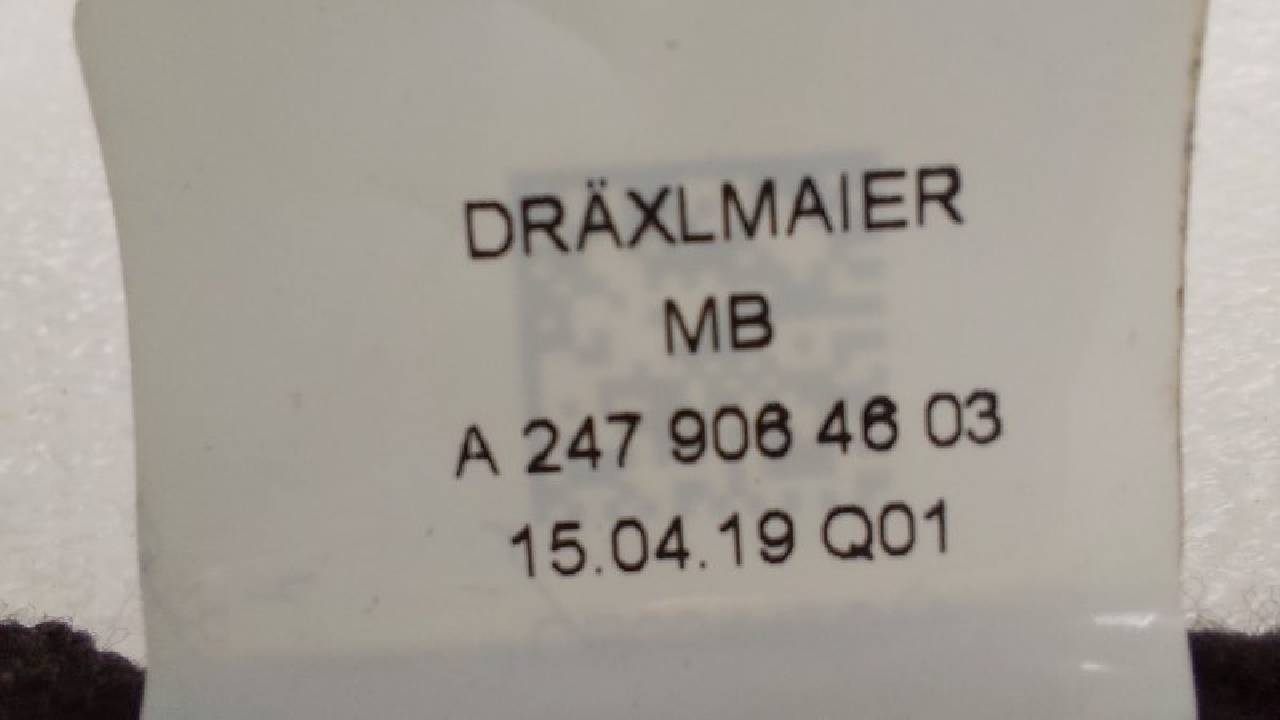 DRÄXLMAIER
MB
A 247 906 46 03
15.04.19 Q01